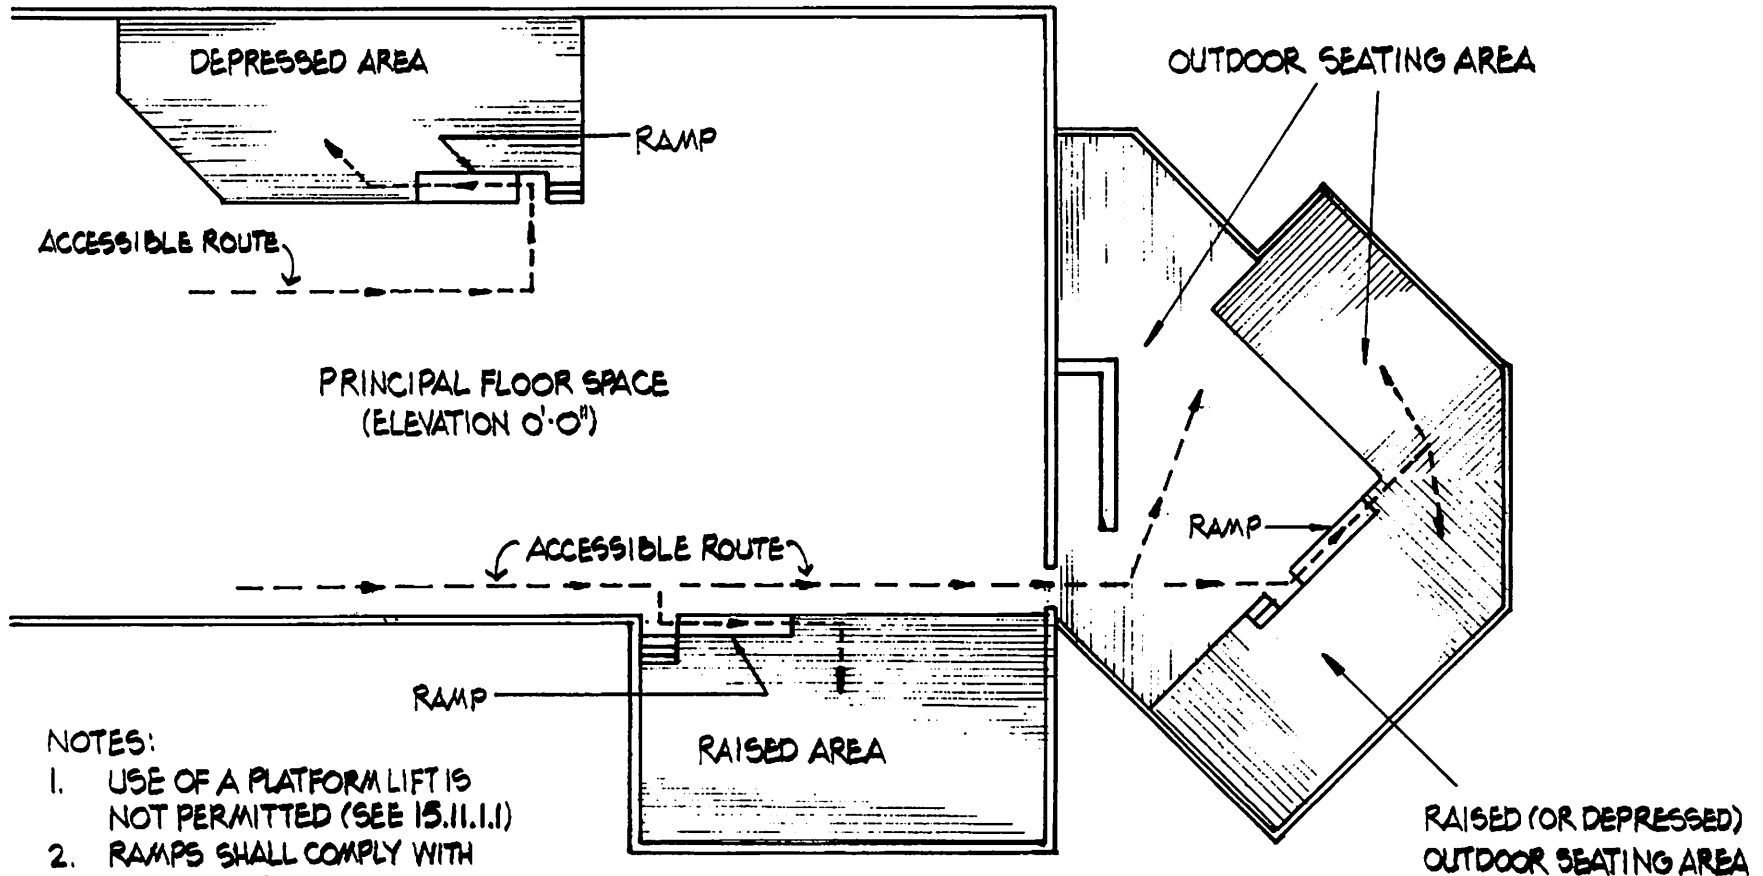 DEPRESSED AREA
OUTDOOR SEATING AREA
RAMP
ACCESSIBLE ROUTE
PRINCIPAL FLOOR SPACE
(ELEVATION 0'-0")
RAMP
ACCESSIBLE ROUTE
RAMP
RAISED AREA
NOTES:
1. USE OF A PLATFORM LIFT IS
NOT PERMITTED (SEE 15.11.1.1)
2. RAMPS SHALL COMPLY WITH
RAISED (OR DEPRESSED)
OUTDOOR SEATING AREA